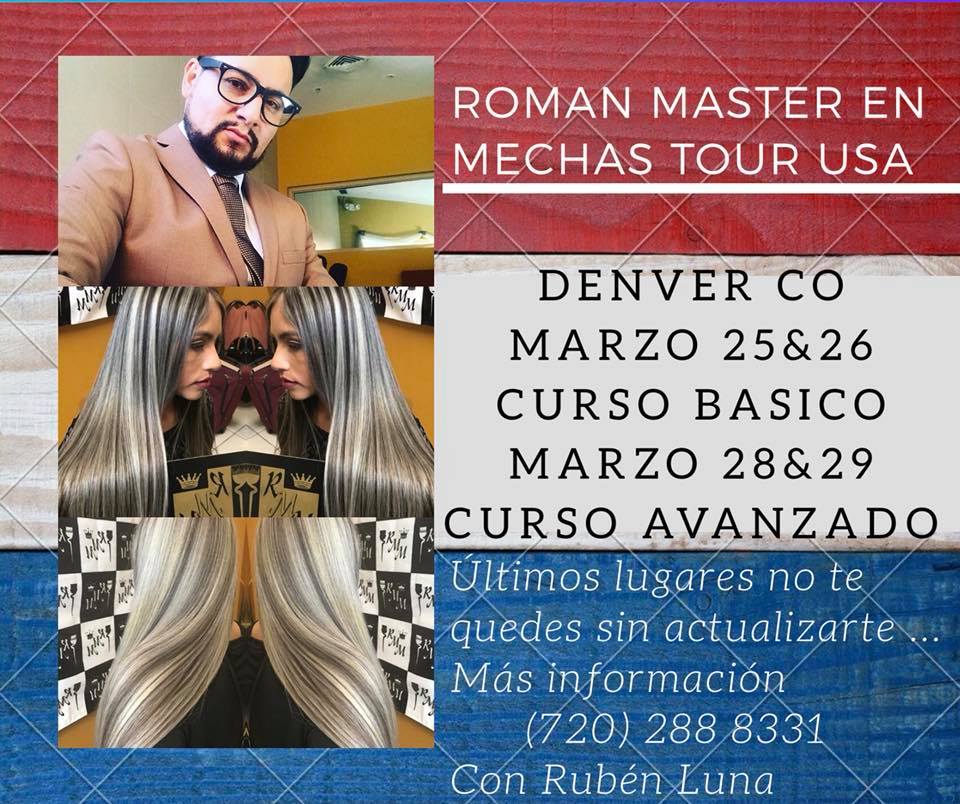 ROMAN MASTER EN
MECHAS TOUR USA
DENVER CO
MARZO 25&26
CURSO BASICO
MARZO 28&29
CURSO AVANZADO
Últimos lugares no te
quedes sin actualizarte ...
Más información
(720) 288 8331
Con Rubén Luna